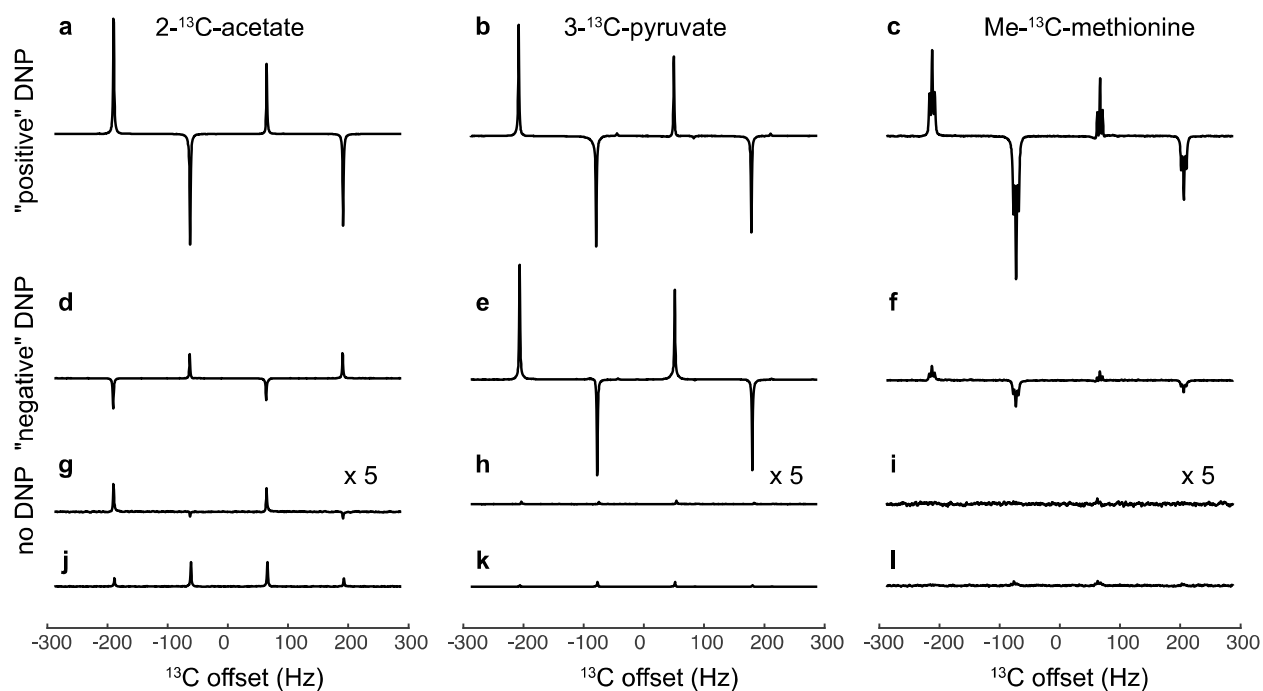 a 2-¹³C-acetate
b 3-¹³C-pyruvate
c Me-¹³C-methionine
"positive" DNP
d
e
f
"negative" DNP
g x 5
h x 5
i x 5
no DNP
j
k
l
-300 -200 -100 0 100 200 300
-300 -200 -100 0 100 200 300
-300 -200 -100 0 100 200 300
¹³C offset (Hz)
¹³C offset (Hz)
¹³C offset (Hz)